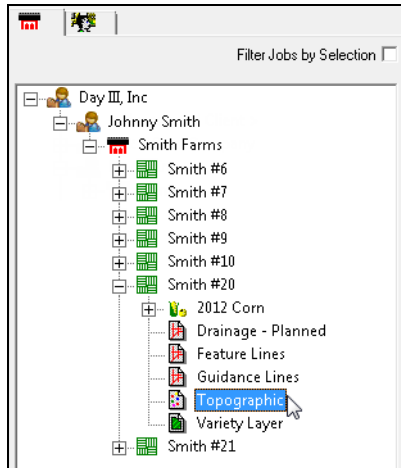 Filter Jobs by Selection
Day III, Inc
Johnny Smith
Smith Farms
Smith #6
Smith #7
Smith #8
Smith #9
Smith #10
Smith #20
2012 Corn
Drainage - Planned
Feature Lines
Guidance Lines
Topographic
Variety Layer
Smith #21